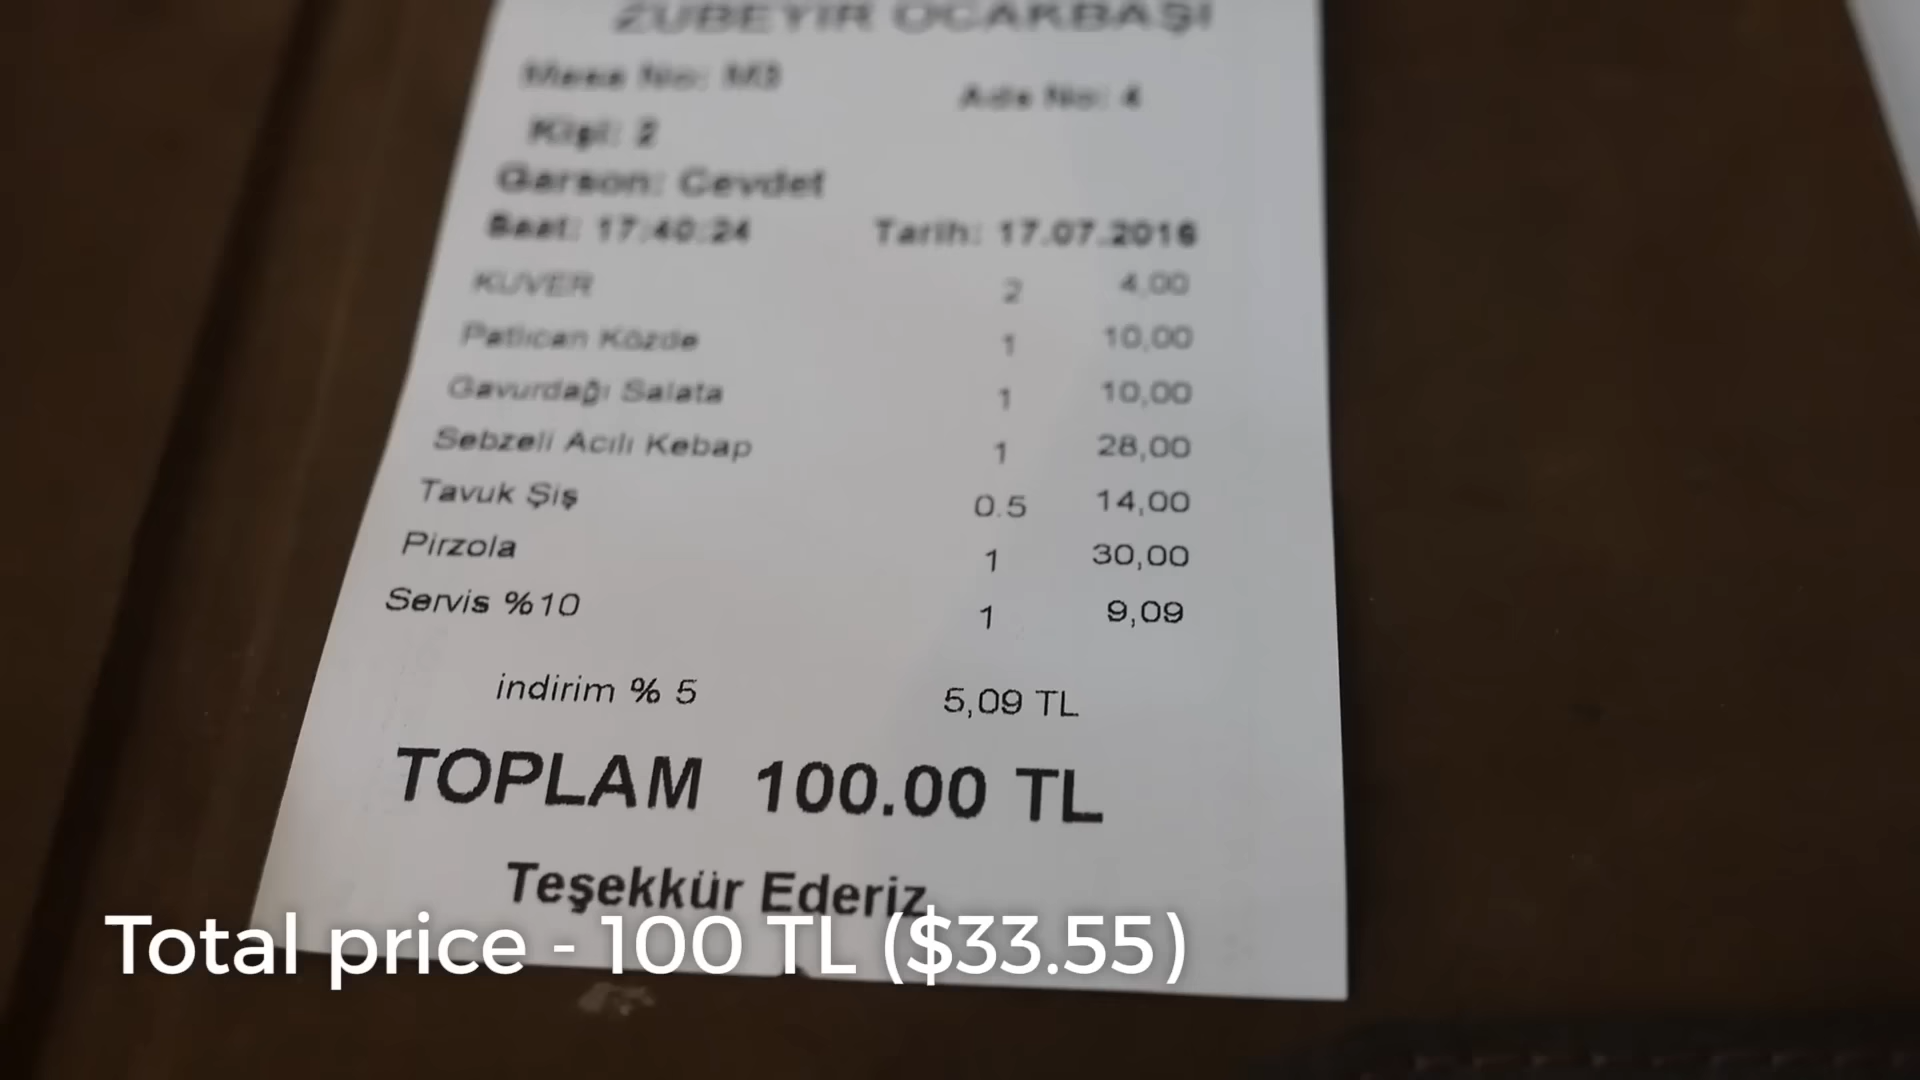 ZÜBEYİR OCAKBAŞI
Masa No: M3 Ads No: 4
Kişi: 2
Garson: Cevdet
Saat: 17:40:24 Tarih: 17.07.2016
KUVER 2 4,00
Patlıcan Közde 1 10,00
Gavurdağı Salata 1 10,00
Sebzeli Acılı Kebap 1 28,00
Tavuk Şiş 0.5 14,00
Pirzola 1 30,00
Servis %10 1 9,09
indirim % 5 5,09 TL
TOPLAM 100.00 TL
Teşekkür Ederiz
Total price - 100 TL ($33.55)